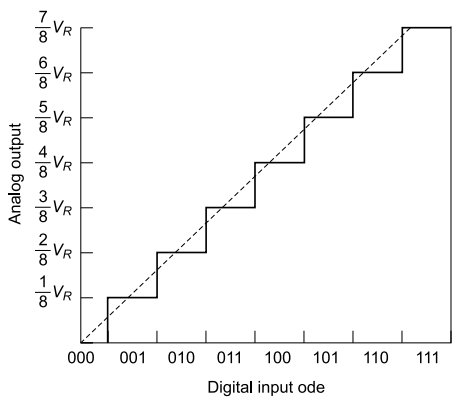 7/8 V_R
6/8 V_R
5/8 V_R
4/8 V_R
3/8 V_R
2/8 V_R
1/8 V_R
Analog output
000 001 010 011 100 101 110 111
Digital input ode